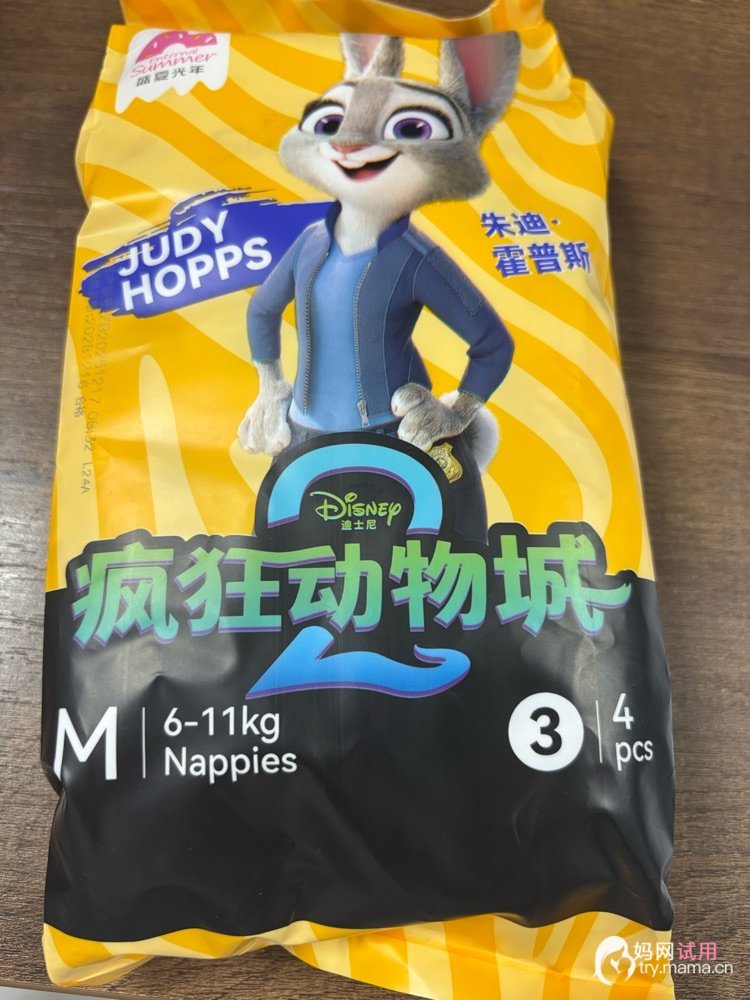 Enternal
Summer
盛夏光年
JUDY
HOPPS
朱迪·
霍普斯
DISNEY
迪士尼
2
疯狂动物城
M
6-11kg
Nappies
3
4
pcs
妈网试用
try.mama.cn